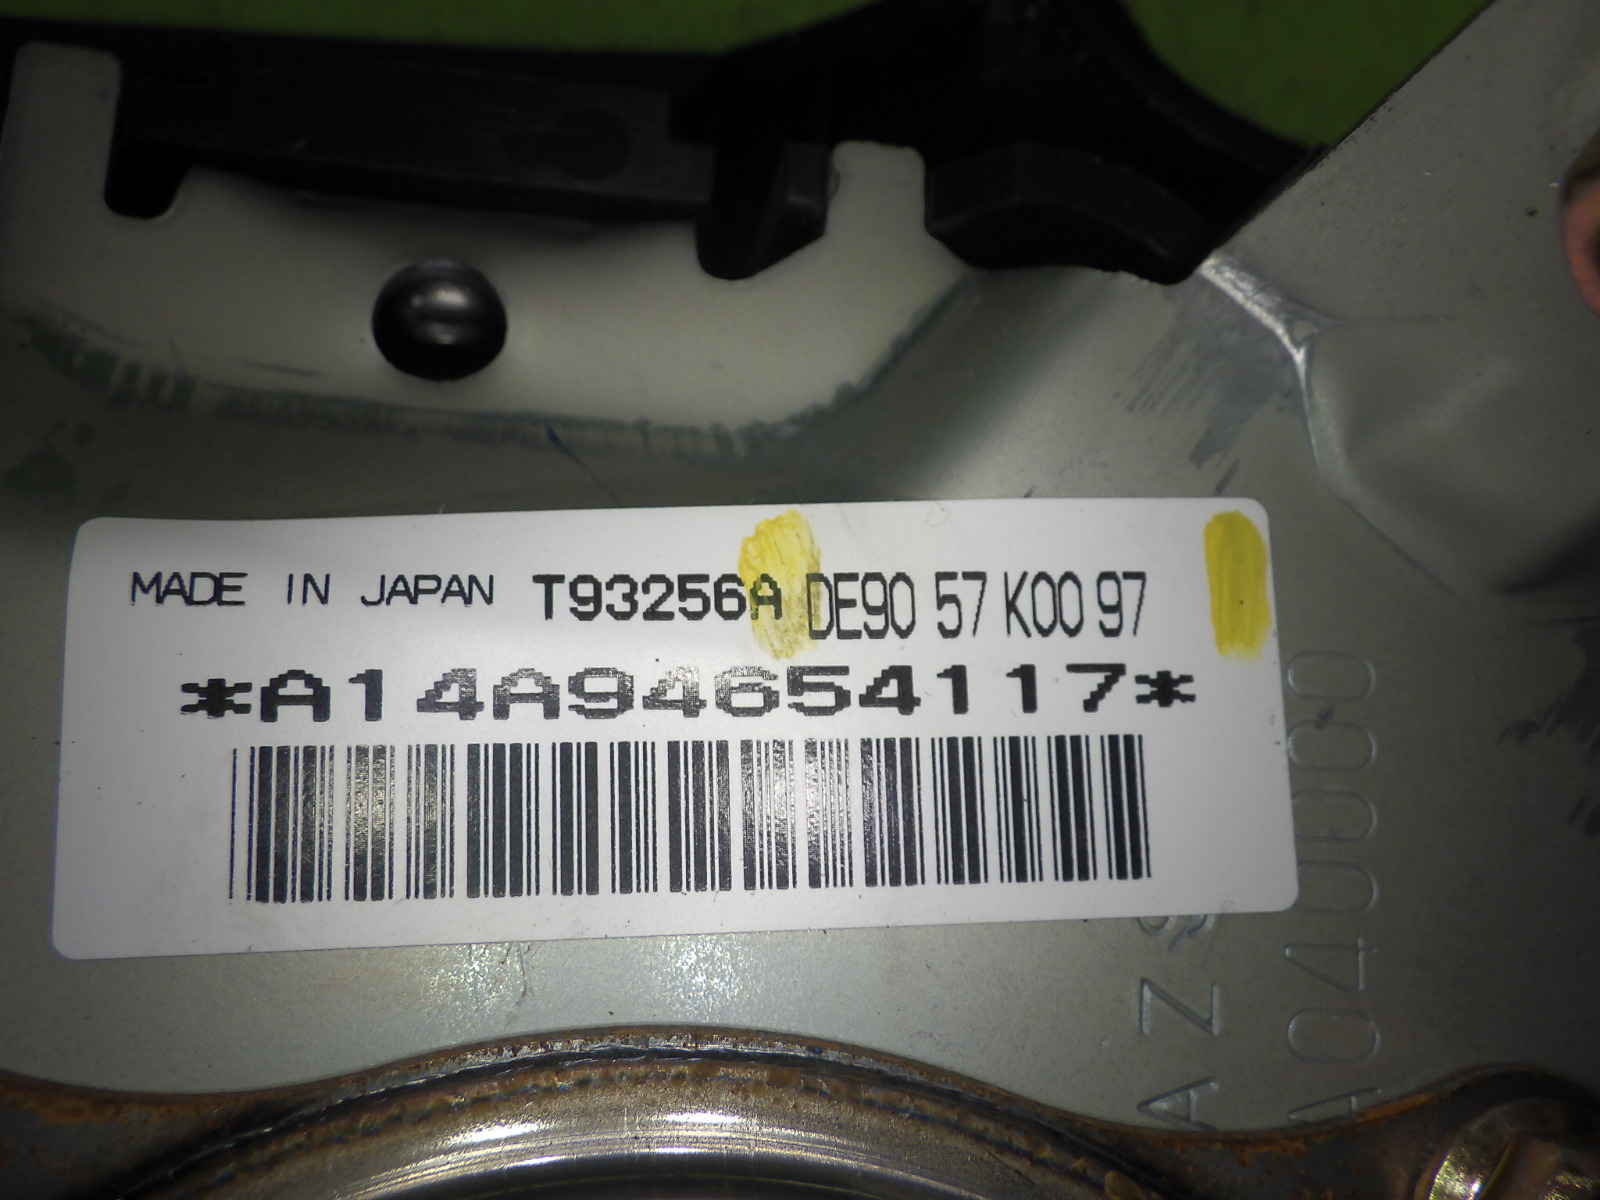 MADE IN JAPAN T93256A DE90 57 K00 97
*A14A94654117*